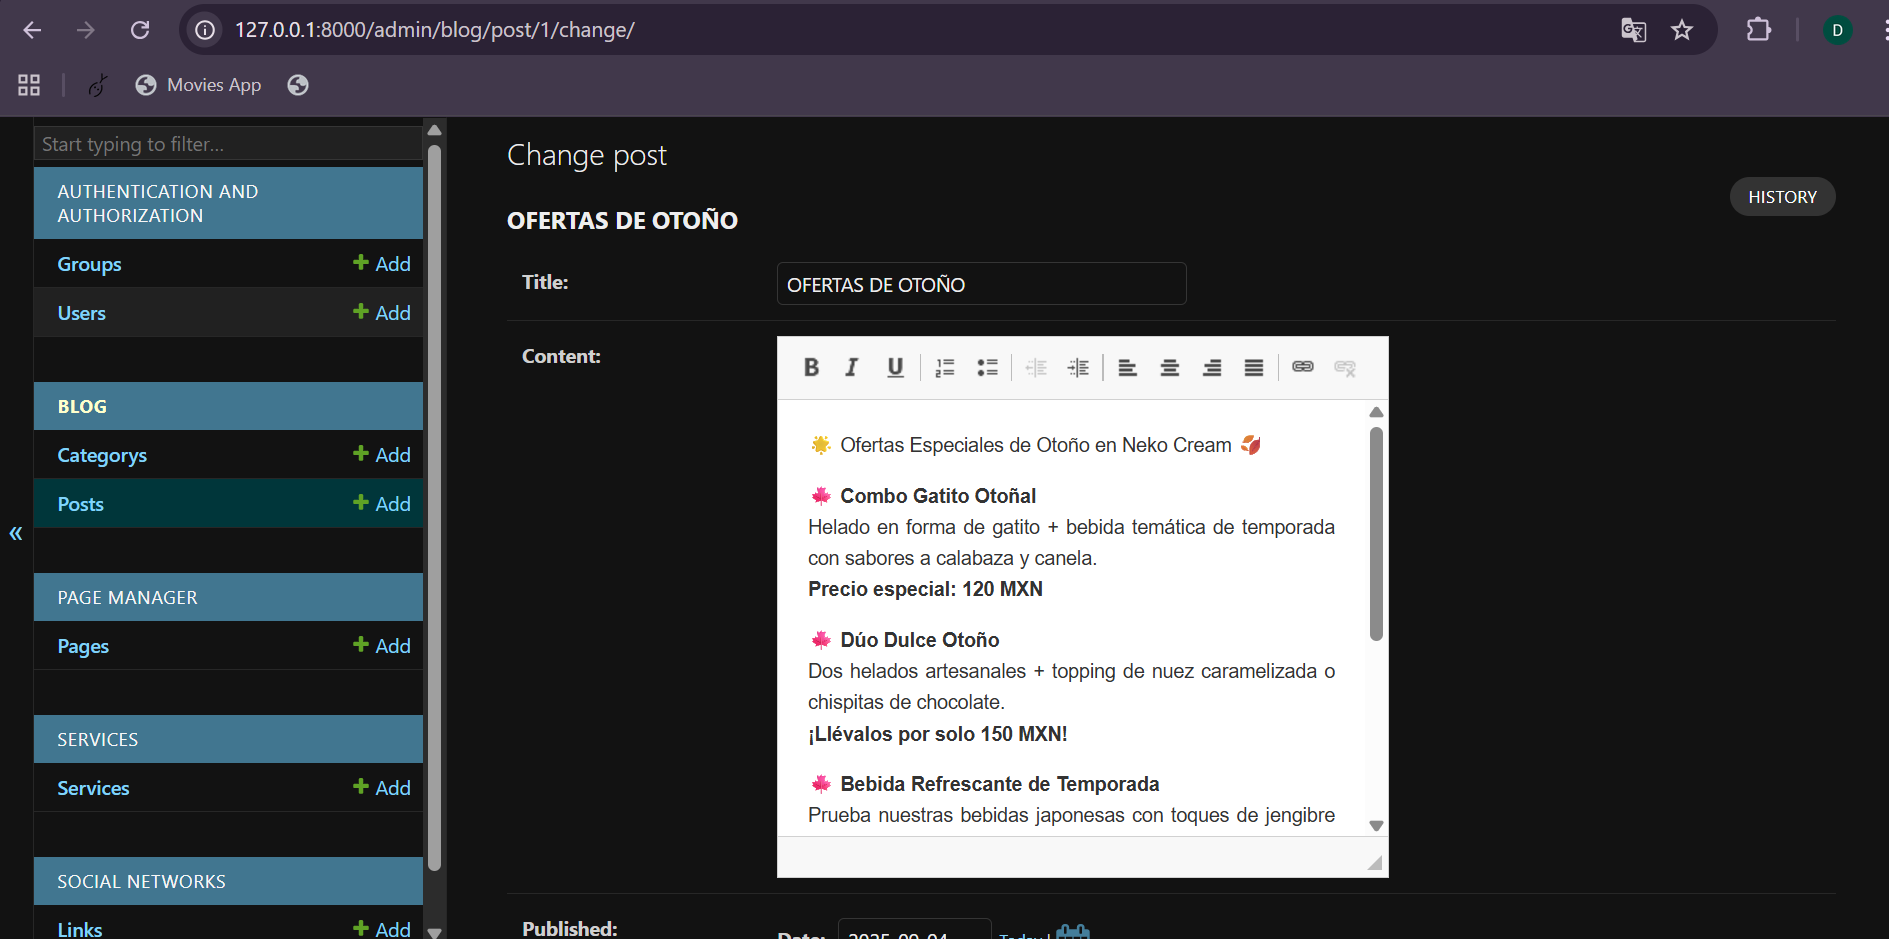 127.0.0.1:8000/admin/blog/post/1/change/
D
Movies App
Start typing to filter...
AUTHENTICATION AND
AUTHORIZATION
Groups
Add
Users
Add
BLOG
Categorys
Add
Posts
Add
PAGE MANAGER
Pages
Add
SERVICES
Services
Add
SOCIAL NETWORKS
Links
Add
«
Change post
HISTORY
OFERTAS DE OTOÑO
Title:
OFERTAS DE OTOÑO
Content:
B I U
🌟 Ofertas Especiales de Otoño en Neko Cream 🍂
🍁 Combo Gatito Otoñal
Helado en forma de gatito + bebida temática de temporada
con sabores a calabaza y canela.
Precio especial: 120 MXN
🍁 Dúo Dulce Otoño
Dos helados artesanales + topping de nuez caramelizada o
chispitas de chocolate.
¡Llévalos por solo 150 MXN!
🍁 Bebida Refrescante de Temporada
Prueba nuestras bebidas japonesas con toques de jengibre
Published:
Date:
2025-09-04
Today |